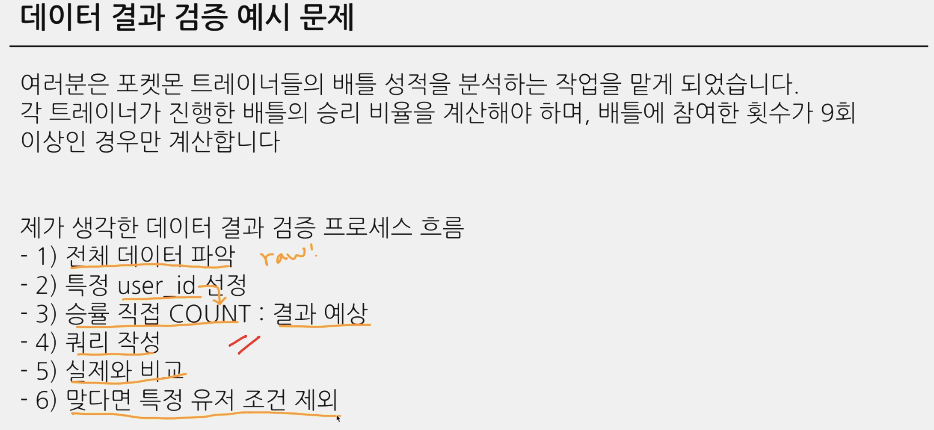 데이터 결과 검증 예시 문제
여러분은 포켓몬 트레이너들의 배틀 성적을 분석하는 작업을 맡게 되었습니다.
각 트레이너가 진행한 배틀의 승리 비율을 계산해야 하며, 배틀에 참여한 횟수가 9회
이상인 경우만 계산합니다
제가 생각한 데이터 결과 검증 프로세스 흐름
- 1) 전체 데이터 파악 raw!
- 2) 특정 user_id 선정
- 3) 승률 직접 COUNT : 결과 예상
- 4) 쿼리 작성
- 5) 실제와 비교
- 6) 맞다면 특정 유저 조건 제외